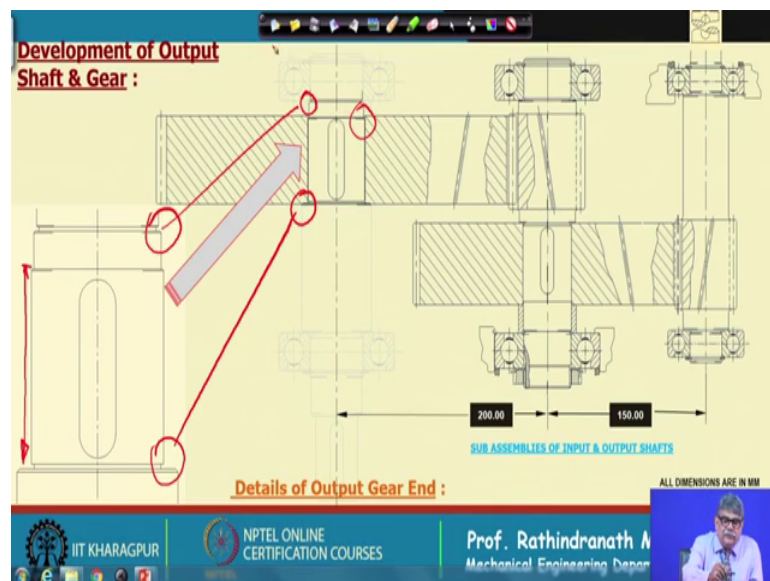 Development of Output
Shaft & Gear :
200.00
150.00
SUB ASSEMBLIES OF INPUT & OUTPUT SHAFTS
Details of Output Gear End :
ALL DIMENSIONS ARE IN MM
IIT KHARAGPUR
NPTEL ONLINE
CERTIFICATION COURSES
Prof. Rathindranath M
Mechanical Engineering Depar